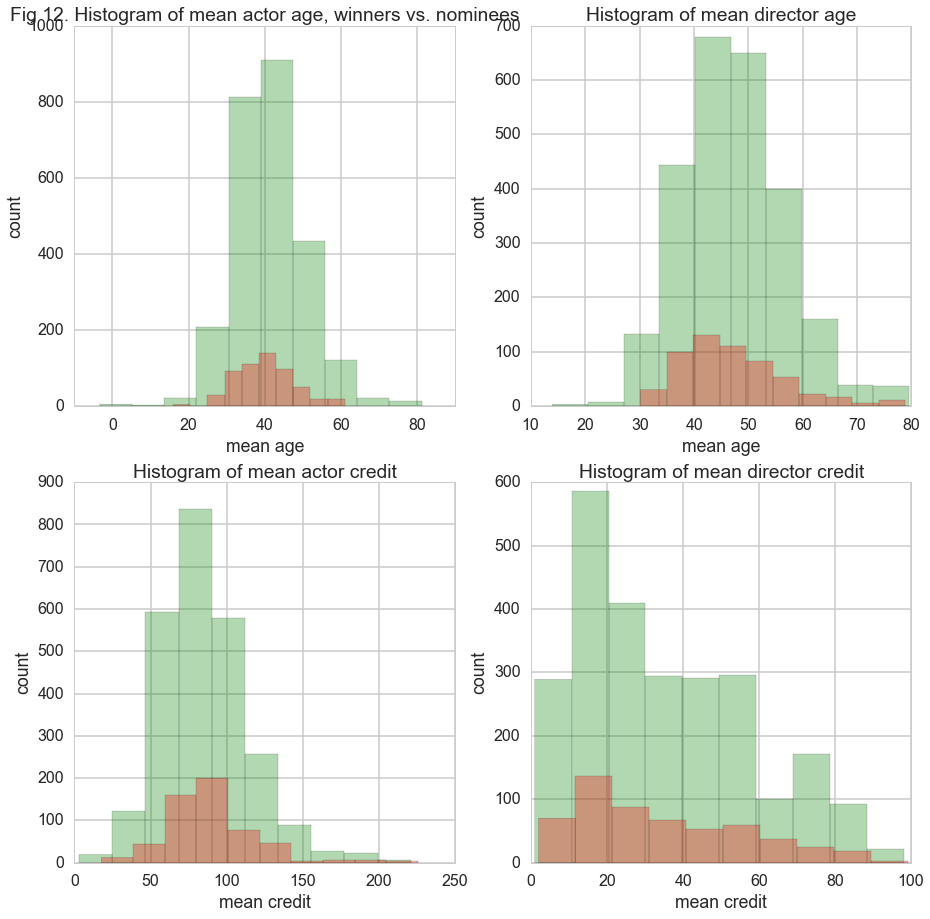 Fig 12. Histogram of mean actor age, winners vs. nominees
1000
800
600
400
200
0
count
0 20 40 60 80
mean age
Histogram of mean director age
700
600
500
400
300
200
100
0
count
10 20 30 40 50 60 70 80
mean age
Histogram of mean actor credit
900
800
700
600
500
400
300
200
100
0
count
0 50 100 150 200 250
mean credit
Histogram of mean director credit
600
500
400
300
200
100
0
count
0 20 40 60 80 100
mean credit